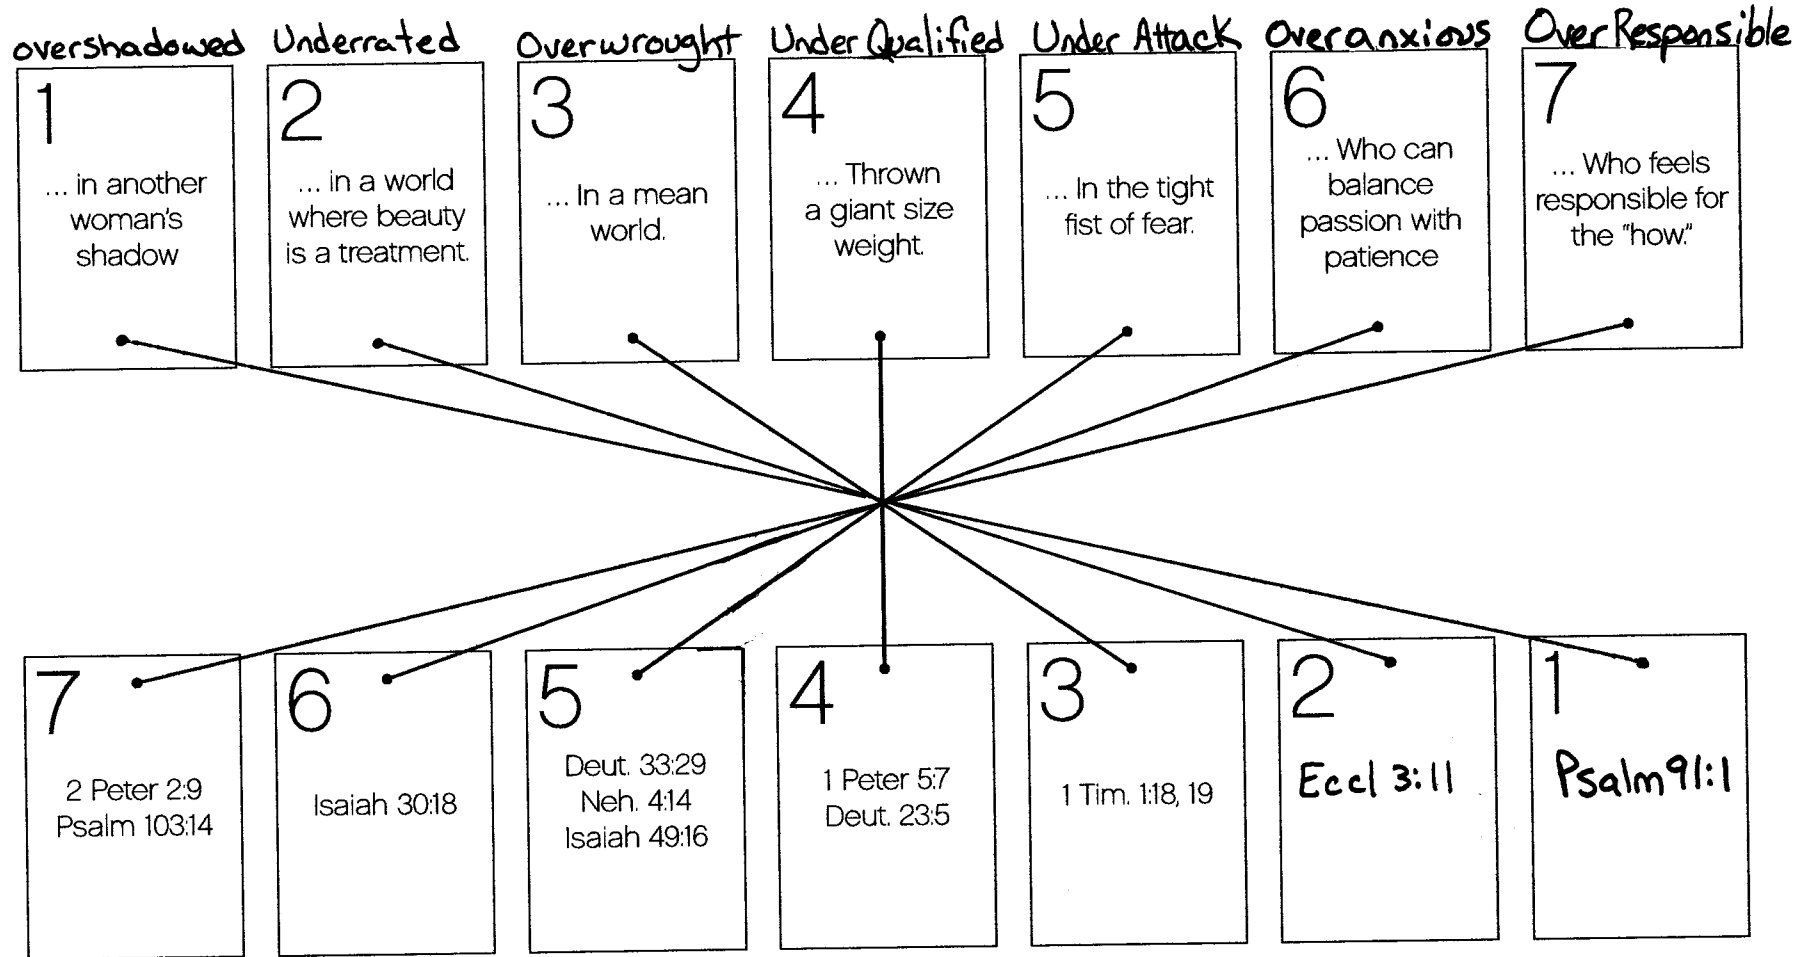 overshadowed Underrated Overwrought Under Qualified Under Attack Overanxious Over Responsible
1
... in another
woman's
shadow
2
... in a world
where beauty
is a treatment.
3
... In a mean
world.
4
... Thrown
a giant size
weight.
5
... In the tight
fist of fear.
6
... Who can
balance
passion with
patience
7
... Who feels
responsible for
the "how."
7
2 Peter 2:9
Psalm 103:14
6
Isaiah 30:18
5
Deut. 33:29
Neh. 4:14
Isaiah 49:16
4
1 Peter 5:7
Deut. 23:5
3
1 Tim. 1:18, 19
2
Eccl 3:11
1
Psalm 91:1